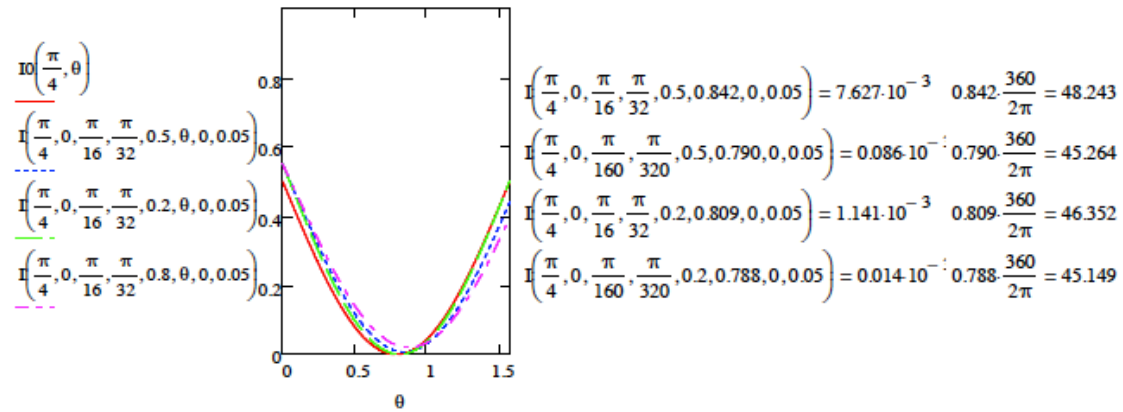 I0(π/4, θ)
I(π/4, 0, π/16, π/32, 0.5, θ, 0, 0.05)
I(π/4, 0, π/16, π/32, 0.2, θ, 0, 0.05)
I(π/4, 0, π/16, π/32, 0.8, θ, 0, 0.05)
0.8
0.6
0.4
0.2
0
0 0.5 1 1.5
θ
I(π/4, 0, π/16, π/32, 0.5, 0.842, 0, 0.05) = 7.627·10^-3 0.842·360/2π = 48.243
I(π/4, 0, π/160, π/320, 0.5, 0.790, 0, 0.05) = 0.086·10^- 0.790·360/2π = 45.264
I(π/4, 0, π/16, π/32, 0.2, 0.809, 0, 0.05) = 1.141·10^-3 0.809·360/2π = 46.352
I(π/4, 0, π/160, π/320, 0.2, 0.788, 0, 0.05) = 0.014·10^- 0.788·360/2π = 45.149